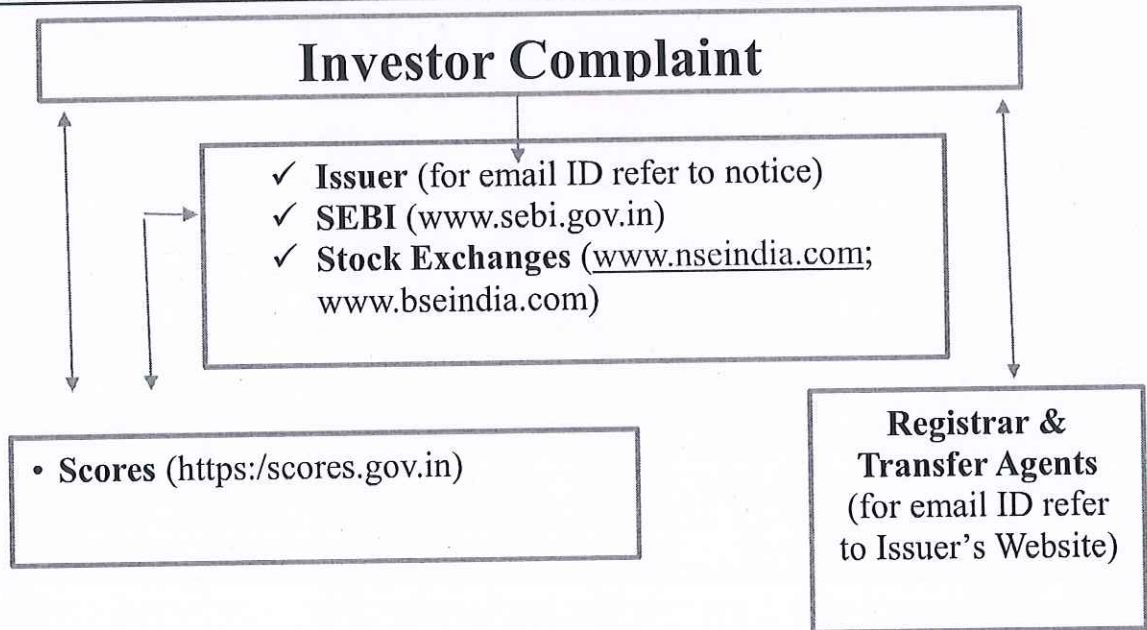 Investor Complaint
✓ Issuer (for email ID refer to notice)
✓ SEBI (www.sebi.gov.in)
✓ Stock Exchanges (www.nseindia.com;
www.bseindia.com)
• Scores (https:/scores.gov.in)
Registrar &
Transfer Agents
(for email ID refer
to Issuer's Website)